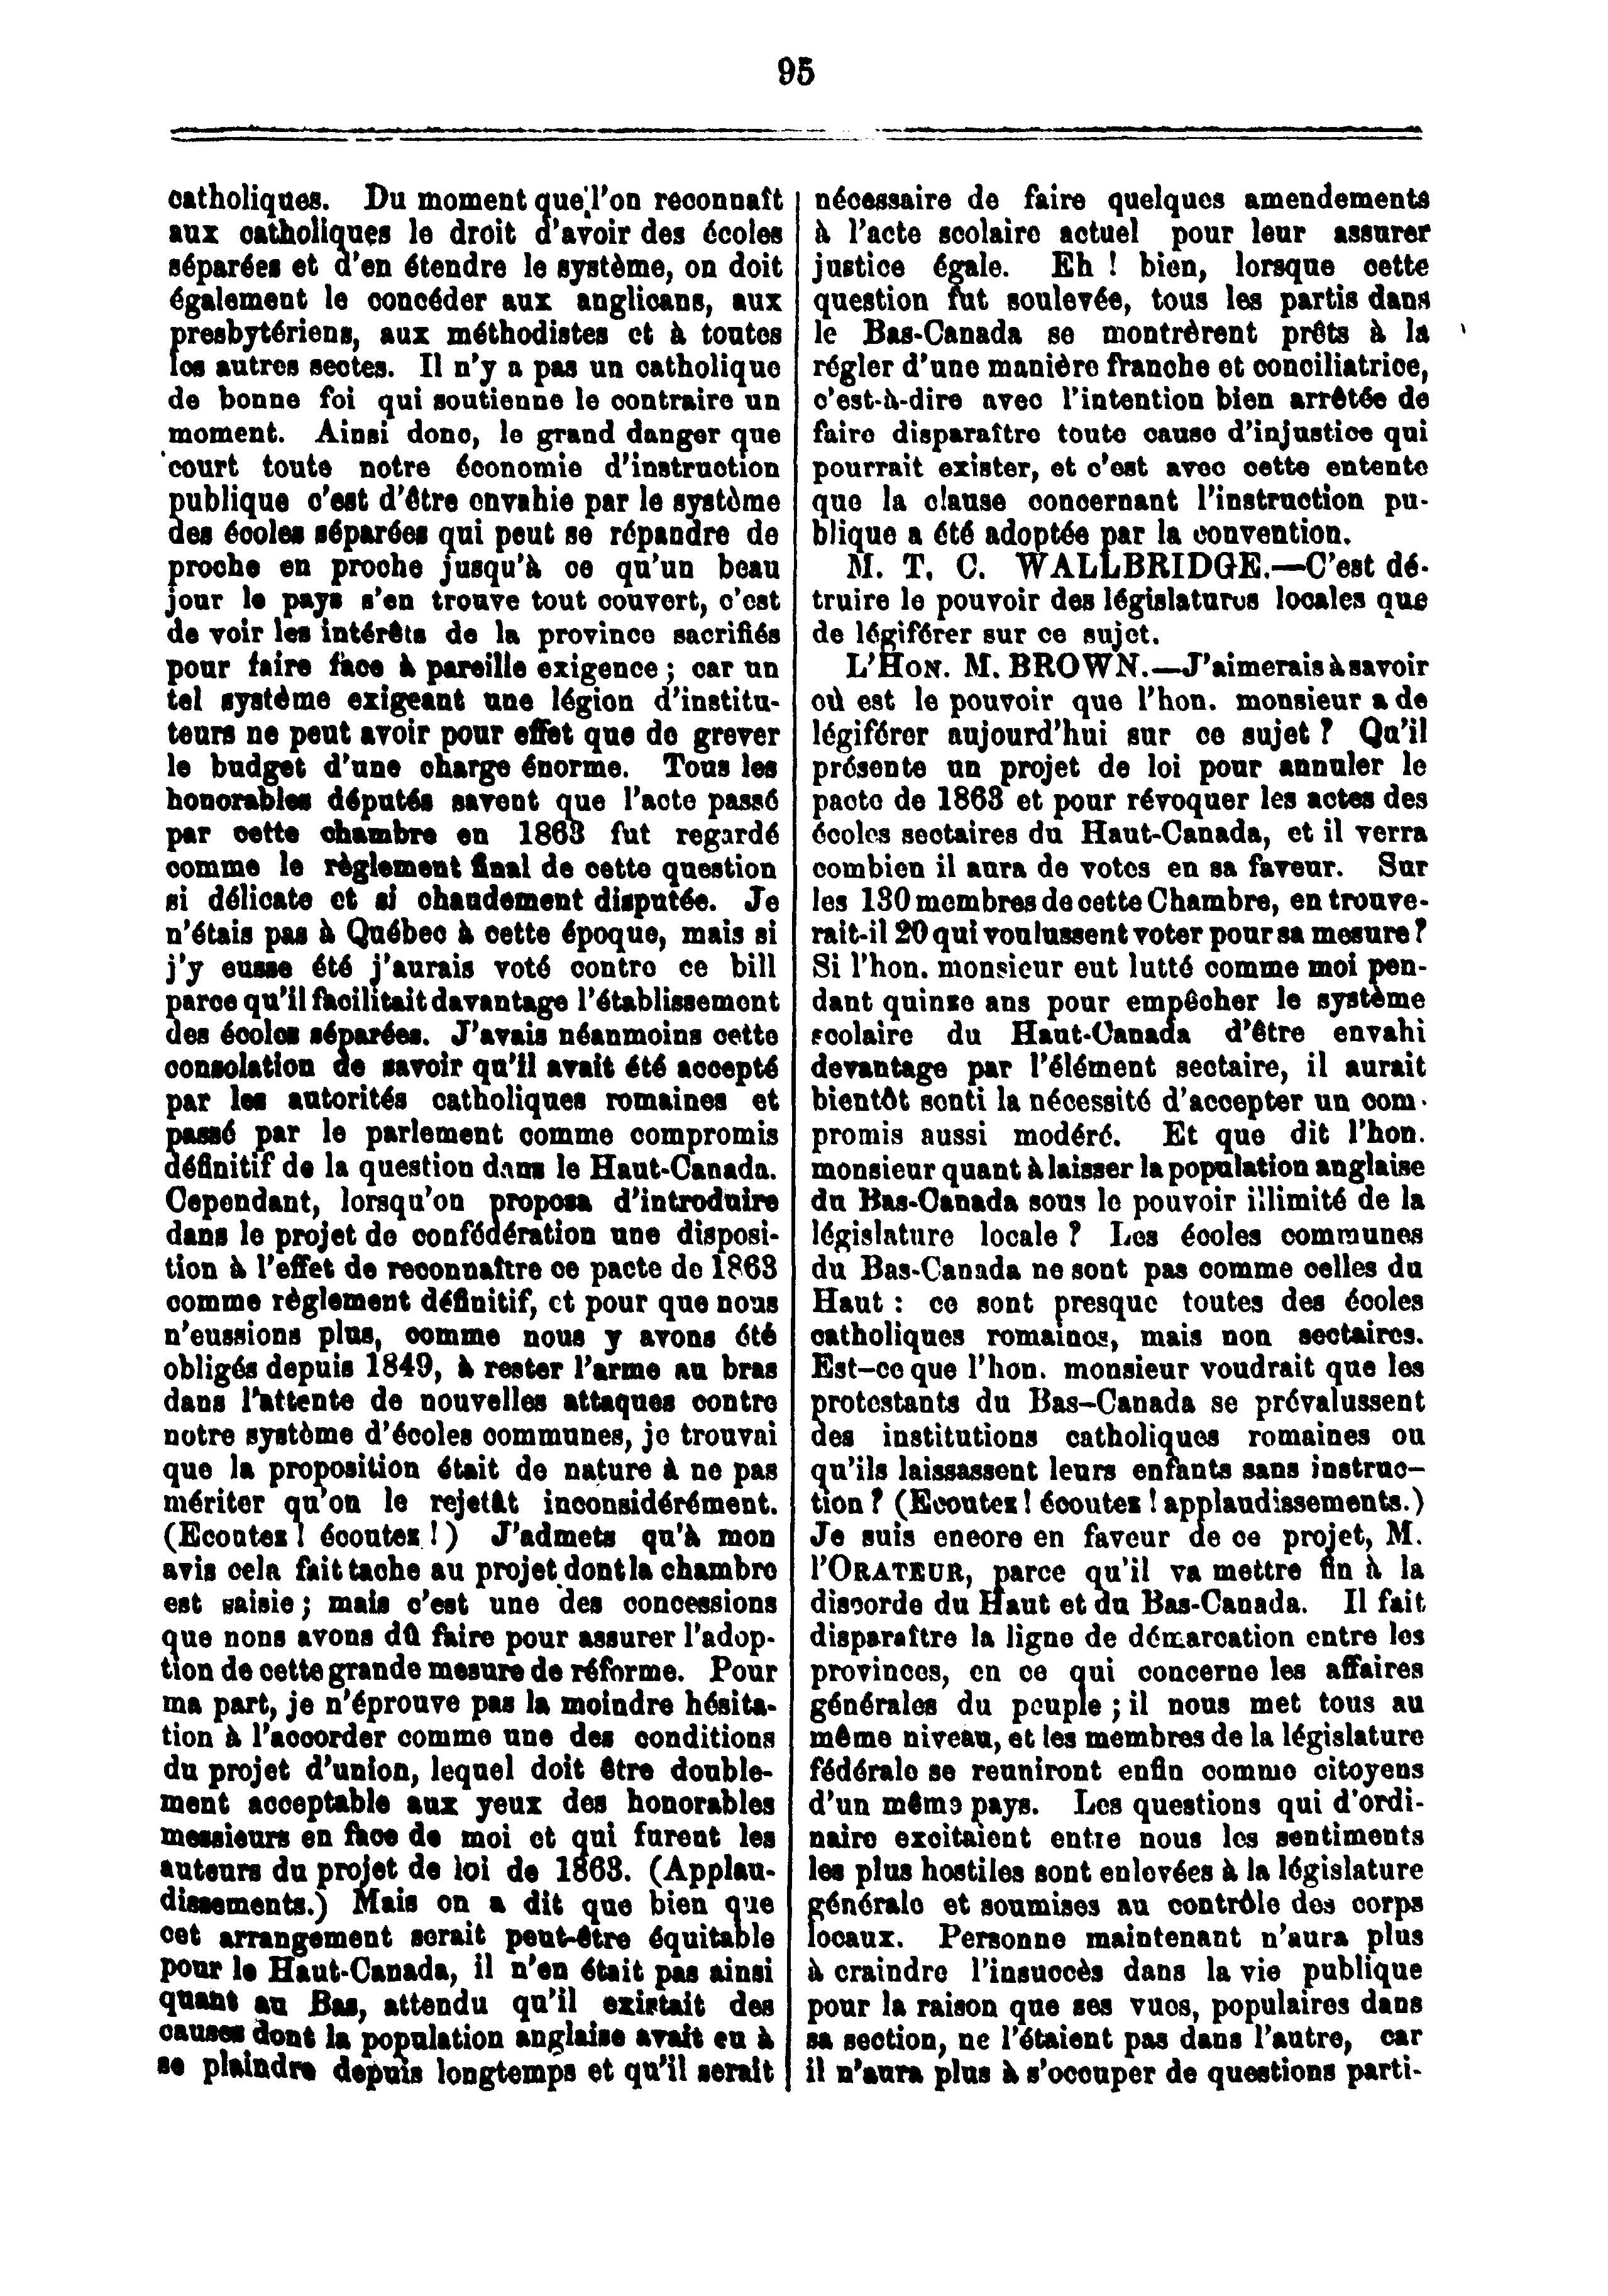 95
catholiques. Du moment que l'on reconnaît
aux catholiques le droit d'avoir des écoles
séparées et d'en étendre le système, on doit
également le concéder aux anglicans, aux
presbytériens, aux méthodistes et à toutes
les autres sectes. Il n'y a pas un catholique
de bonne foi qui soutienne le contraire un
moment. Ainsi donc, le grand danger que
court toute notre économie d'instruction
publique c'est d'être envahie par le système
des écoles séparées qui peut se répandre de
proche en proche jusqu'à ce qu'un beau
jour le pays s'en trouve tout couvert, c'est
de voir les intérêts de la province sacrifiés
pour faire face à pareille exigence ; car un
tel système exigeant une légion d'institu-
teurs ne peut avoir pour effet que de grever
le budget d'une charge énorme. Tous les
honorables députés savent que l'acte passé
par cette chambre en 1863 fut regardé
comme le règlement final de cette question
si délicate et si chaudement disputée. Je
n'étais pas à Québec à cette époque, mais si
j'y eusse été j'aurais voté contre ce bill
parce qu'il facilitait davantage l'établissement
des écoles séparées. J'avais néanmoins cette
consolation de savoir qu'il avait été accepté
par les autorités catholiques romaines et
passé par le parlement comme compromis
définitif de la question dans le Haut-Canada.
Cependant, lorsqu'on proposa d'introduire
dans le projet de confédération une disposi-
tion à l'effet de reconnaître ce pacte de 1863
comme règlement définitif, et pour que nous
n'eussions plus, comme nous y avons été
obligés depuis 1849, à rester l'arme au bras
dans l'attente de nouvelles attaques contre
notre système d'écoles communes, je trouvai
que la proposition était de nature à ne pas
mériter qu'on le rejetât inconsidérément.
(Ecoutez ! écoutez !) J'admets qu'à mon
avis cela fait tache au projet dont la chambre
est saisie ; mais c'est une des concessions
que nons avons dû faire pour assurer l'adop-
tion de cette grande mesure de réforme. Pour
ma part, je n'éprouve pas la moindre hésita-
tion à l'accorder comme une des conditions
du projet d'union, lequel doit être double-
ment acceptable aux yeux des honorables
messieurs en face de moi et qui furent les
auteurs du projet de loi de 1863. (Applau-
dissements.) Mais on a dit que bien que
cet arrangement serait peut-être équitable
pour le Haut-Canada, il n'en était pas ainsi
quant au Bas, attendu qu'il existait des
causes dont la population anglaise avait eu à
se plaindre depuis longtemps et qu'il serait
nécessaire de faire quelques amendements
à l'acte scolaire actuel pour leur assurer
justice égale. Eh ! bien, lorsque cette
question fut soulevée, tous les partis dans
le Bas-Canada se montrèrent prêts à la
régler d'une manière franche et conciliatrice,
c'est-à-dire avec l'intention bien arrêtée de
faire disparaître toute cause d'injustice qui
pourrait exister, et c'est avec cette entente
que la clause concernant l'instruction pu-
blique a été adoptée par la convention.
M. T. C. WALLBRIDGE.—C'est dé-
truire le pouvoir des législatures locales que
de légiférer sur ce sujet.
L'HON. M. BROWN.—J'aimerais à savoir
où est le pouvoir que l'hon. monsieur a de
légiférer aujourd'hui sur ce sujet ? Qu'il
présente un projet de loi pour annuler le
pacte de 1863 et pour révoquer les actes des
écoles sectaires du Haut-Canada, et il verra
combien il aura de votes en sa faveur. Sur
les 130 membres de cette Chambre, en trouve-
rait-il 20 qui voulussent voter pour sa mesure ?
Si l'hon. monsieur eut lutté comme moi pen-
dant quinze ans pour empêcher le système
scolaire du Haut-Canada d'être envahi
devantage par l'élément sectaire, il aurait
bientôt senti la nécessité d'accepter un com-
promis aussi modéré. Et que dit l'hon.
monsieur quant à laisser la population anglaise
du Bas-Canada sous le pouvoir illimité de la
législature locale ? Les écoles communes
du Bas-Canada ne sont pas comme celles du
Haut : ce sont presque toutes des écoles
catholiques romaines, mais non sectaires.
Est-ce que l'hon. monsieur voudrait que les
protestants du Bas-Canada se prévalussent
des institutions catholiques romaines ou
qu'ils laissassent leurs enfants sans instruc-
tion ? (Ecoutez ! écoutez ! applaudissements.)
Je suis eneore en faveur de ce projet, M.
l'ORATEUR, parce qu'il va mettre fin à la
discorde du Haut et du Bas-Canada. Il fait
disparaître la ligne de démarcation entre les
provinces, en ce qui concerne les affaires
générales du peuple ; il nous met tous au
même niveau, et les membres de la législature
fédérale se reuniront enfin comme citoyens
d'un même pays. Les questions qui d'ordi-
naire excitaient entre nous les sentiments
les plus hostiles sont enlevées à la législature
générale et soumises au contrôle des corps
locaux. Personne maintenant n'aura plus
à craindre l'insuccès dans la vie publique
pour la raison que ses vues, populaires dans
sa section, ne l'étaient pas dans l'autre, car
il n'aura plus à s'occuper de questions parti-